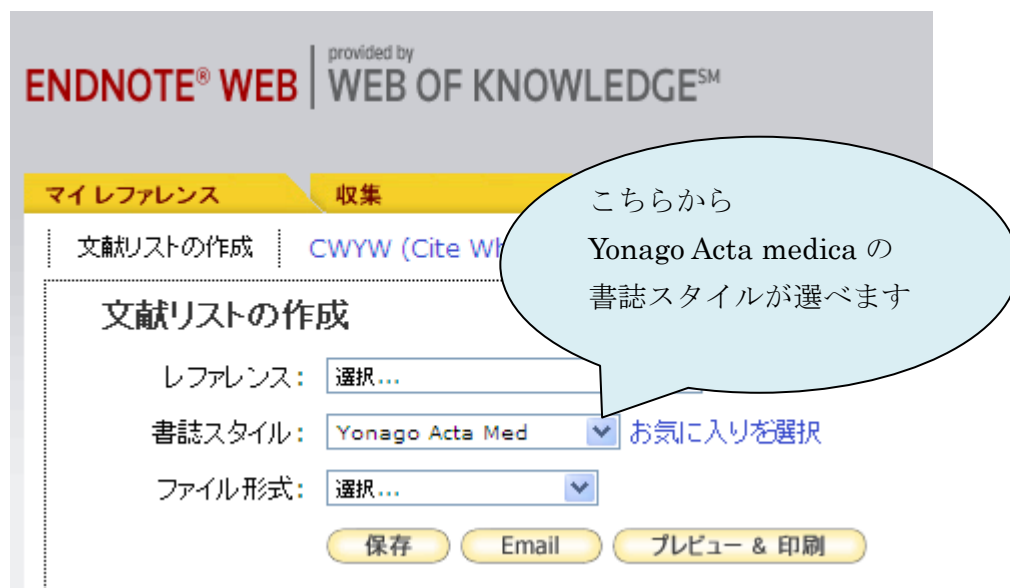 ENDNOTE® WEB
provided by
WEB OF KNOWLEDGE℠
マイ レファレンス
収集
文献リストの作成
CWYW (Cite Wh
こちらから
Yonago Acta medica の
書誌スタイルが選べます
文献リストの作成
レファレンス: 選択...
書誌スタイル: Yonago Acta Med お気に入りを選択
ファイル形式: 選択...
保存 Email プレビュー & 印刷